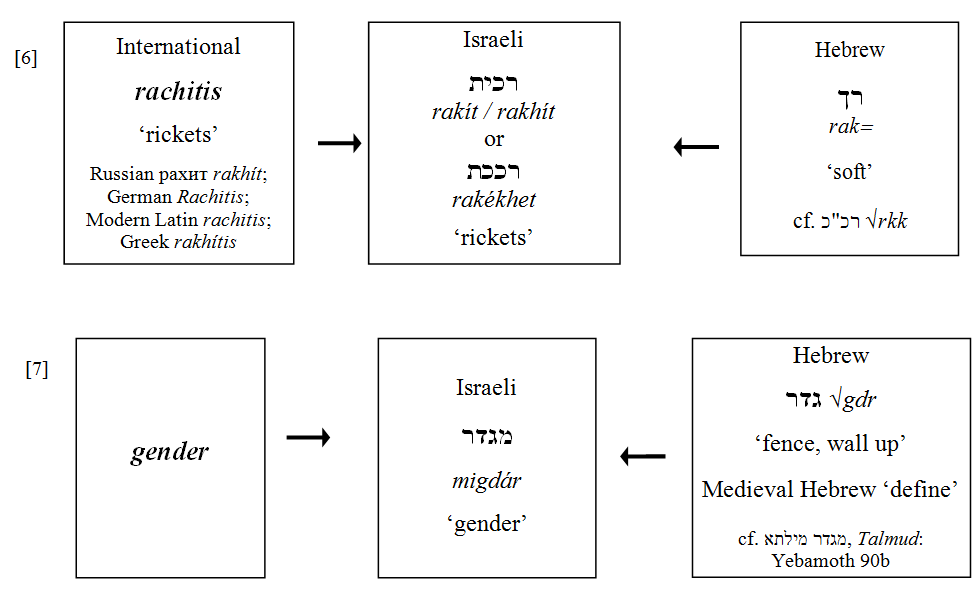 [6]
International
rachitis
‘rickets’
Russian рахит rakhít;
German Rachitis;
Modern Latin rachitis;
Greek rakhítis
Israeli
רכית
rakít / rakhít
or
רככת
rakékhet
‘rickets’
Hebrew
רך
rak=
‘soft’
cf. רכ"כ √rkk
[7]
gender
Israeli
מגדר
migdár
‘gender’
Hebrew
גדר √gdr
‘fence, wall up’
Medieval Hebrew ‘define’
cf. מגדר מילתא, Talmud:
Yebamoth 90b